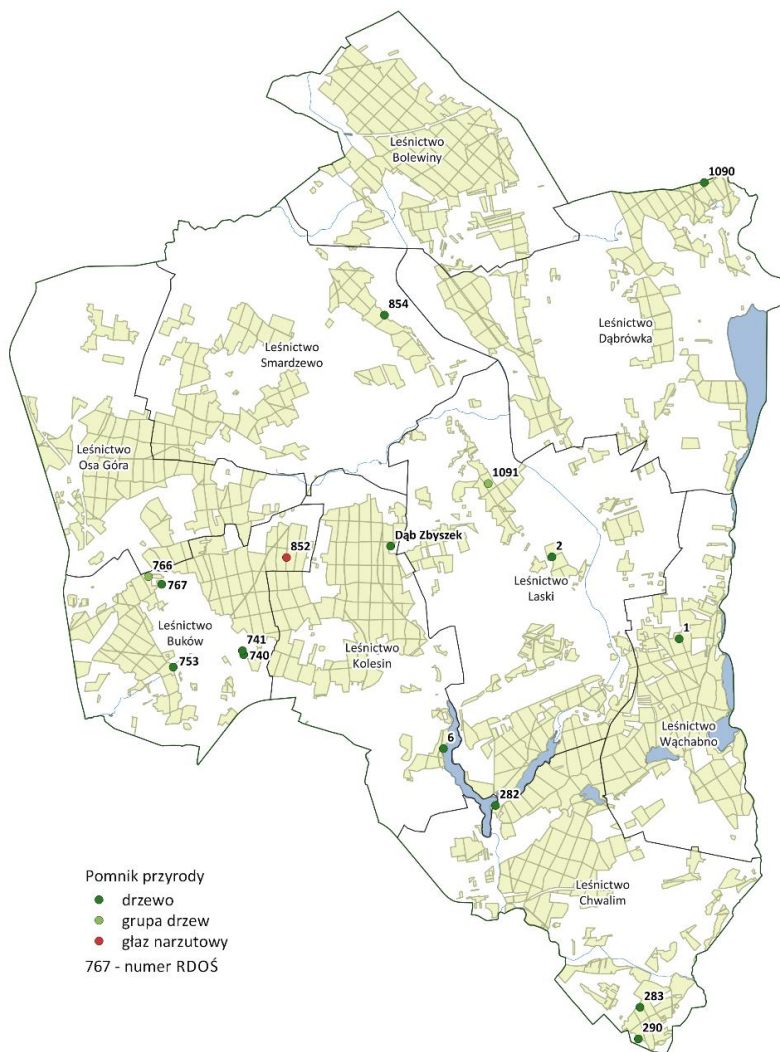 Leśnictwo
Bolewiny
1090
854
Leśnictwo
Dąbrówka
Leśnictwo
Smardzewo
Leśnictwo
Osa Góra
1091
Dąb Zbyszek
852
2
766
767
Leśnictwo
Laski
Leśnictwo
Buków
741
740
1
Leśnictwo
Kolesin
753
Leśnictwo
Wąchabno
6
282
Leśnictwo
Chwalim
Pomnik przyrody
drzewo
grupa drzew
głaz narzutowy
767 - numer RDOŚ
283
290